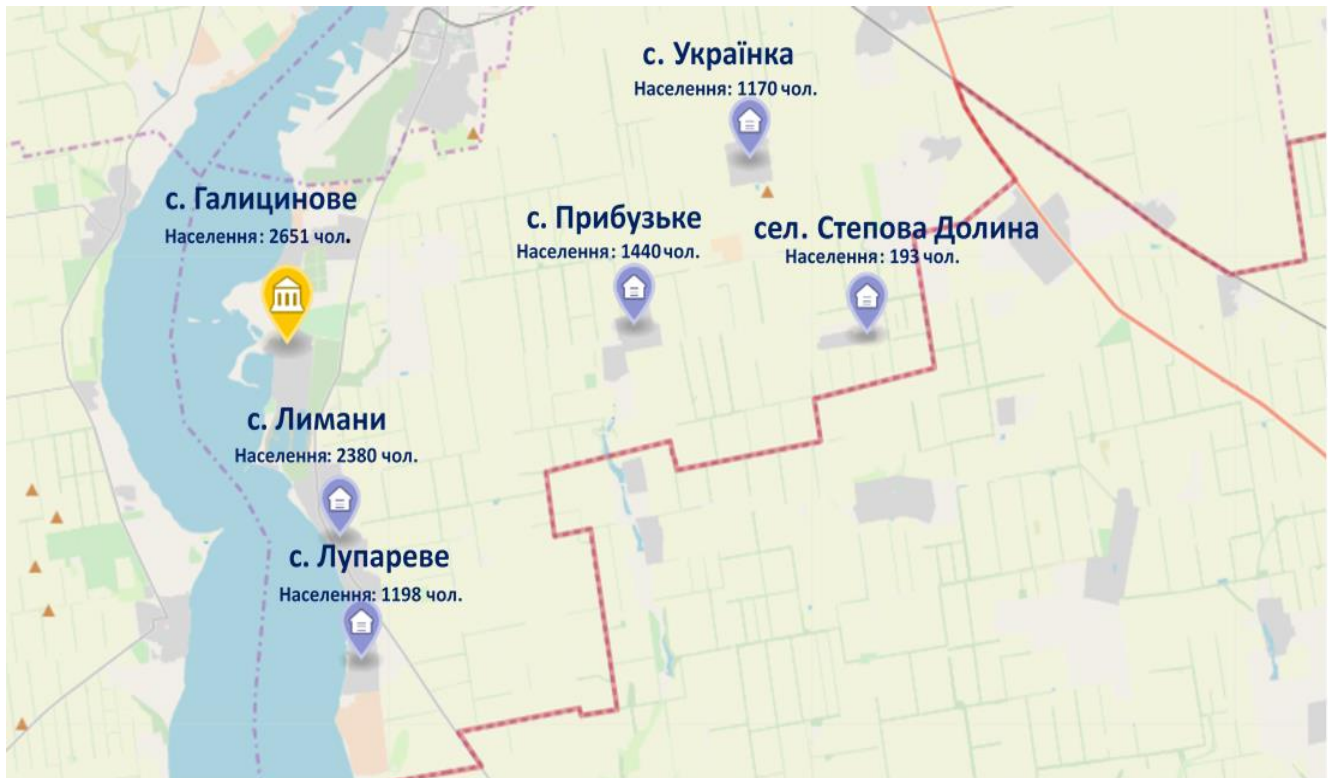 с. Українка
Населення: 1170 чол.
с. Галицинове
Населення: 2651 чол.
с. Прибузьке
Населення: 1440 чол.
сел. Степова Долина
Населення: 193 чол.
с. Лимани
Населення: 2380 чол.
с. Лупареве
Населення: 1198 чол.